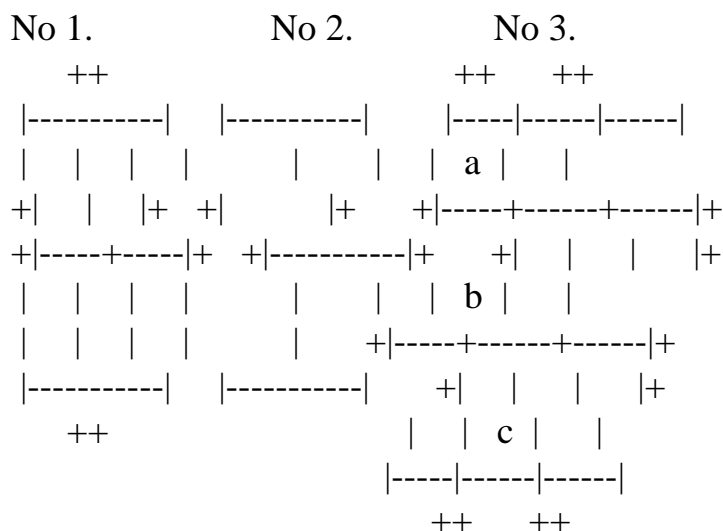 No 1. No 2. No 3.
++ ++ ++
|-----------| |-----------| |-----|------|------|
| | | | | | | a | |
+| | |+ +| |+ +|-----+-------+------|+
+|-----+-----|+ +|-----------|+ +| | | |+
| | | | | | | b | |
| | | | | +|-----+-------+------|+
|-----------| |-----------| +| | | |+
++ | | c | |
|-----|------|------|
++ ++